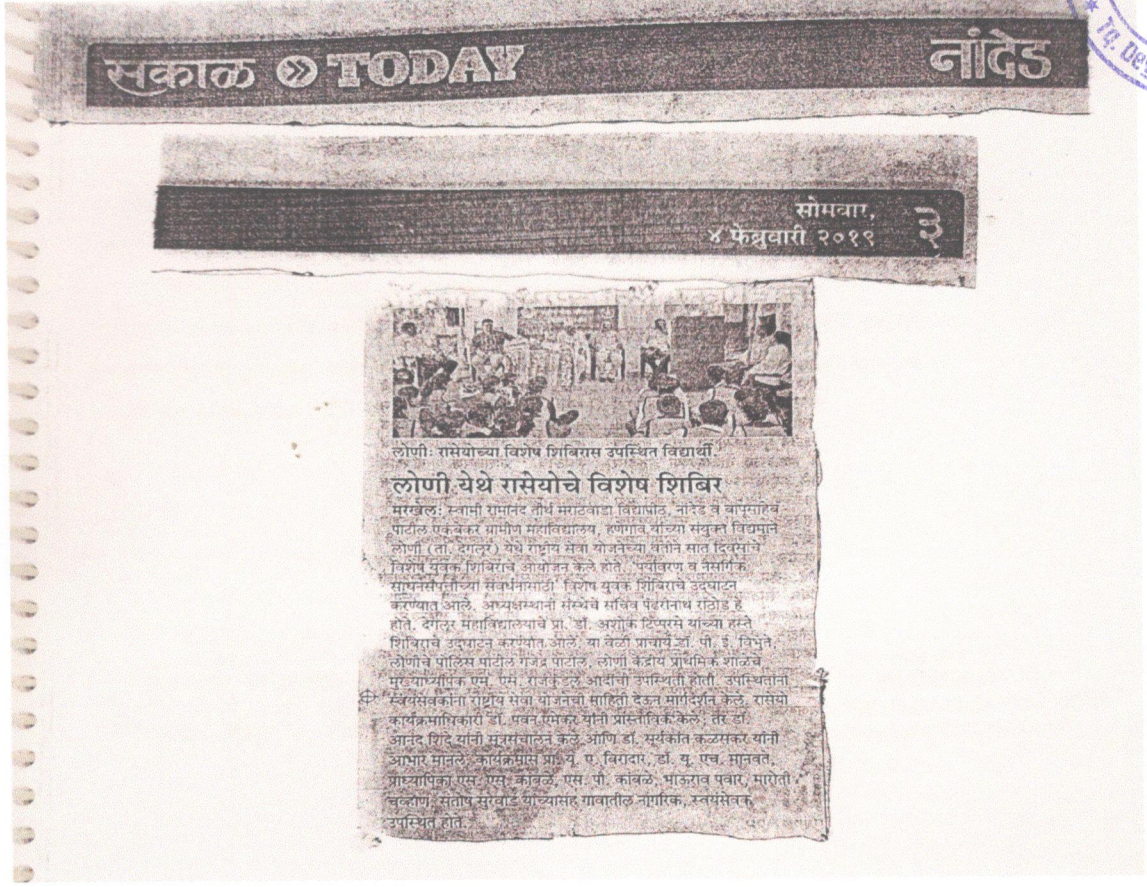 सकाळ TODAY
नांदेड
सोमवार,
४ फेब्रुवारी २०१९
३
लोणी: रासेयोच्या विशेष शिबिरास उपस्थित विद्यार्थी.
लोणी येथे रासेयोचे विशेष शिबिर
मरखेल: स्वामी रामानंद तीर्थ मराठवाडा विद्यापीठ, नांदेड व बापुसाहेब
पाटील एकंबेकर ग्रामीण महाविद्यालय, हणेगाव यांच्या संयुक्त विद्यमाने
लोणी (ता. देगलूर) येथे राष्ट्रीय सेवा योजनेच्या वतीने सात दिवसीय
विशेष युवक शिबिराचे आयोजन केले होते. 'पर्यावरण व नैसर्गिक
साधनसंपत्तीच्या संवर्धनासाठी' विशेष युवक शिबिराचे उद्‌घाटन
करण्यात आले. अध्यक्षस्थानी संस्थेचे सचिव पंढरीनाथ राठोड हे
होते. देगलूर महाविद्यालयाचे प्रा. डॉ. अशोक टिप्परसे यांच्या हस्ते
शिबिराचे उद्‌घाटन करण्यात आले. या वेळी प्राचार्य डॉ. पी. ई. विभुते,
लोणीचे पोलिस पाटील गजेंद्र पाटील, लोणी केंद्रीय प्राथमिक शाळेचे
मुख्याध्यापक एम. एस. राजकुंडल आदींची उपस्थिती होती. उपस्थितांनी
स्वयंसेवकांना राष्ट्रीय सेवा योजनेची माहिती देऊन मार्गदर्शन केले. रासेयो
कार्यक्रमाधिकारी डॉ. पवन एमेकर यांनी प्रास्ताविक केले; तर डॉ.
आनंद शिंदे यांनी सूत्रसंचालन केले आणि डॉ. सूर्यकांत कळसकर यांनी
आभार मानले. कार्यक्रमास प्रा. यू. ए. बिरादार, डॉ. यू. एच. मानवते,
प्राध्यापिका एस. एस. कांबळे, एस. पी. कांबळे, भाऊराव पवार, मारोती
चव्हाण, संतोष सुरवाड यांच्यासह गावातील नागरिक, स्वयंसेवक
उपस्थित होते.